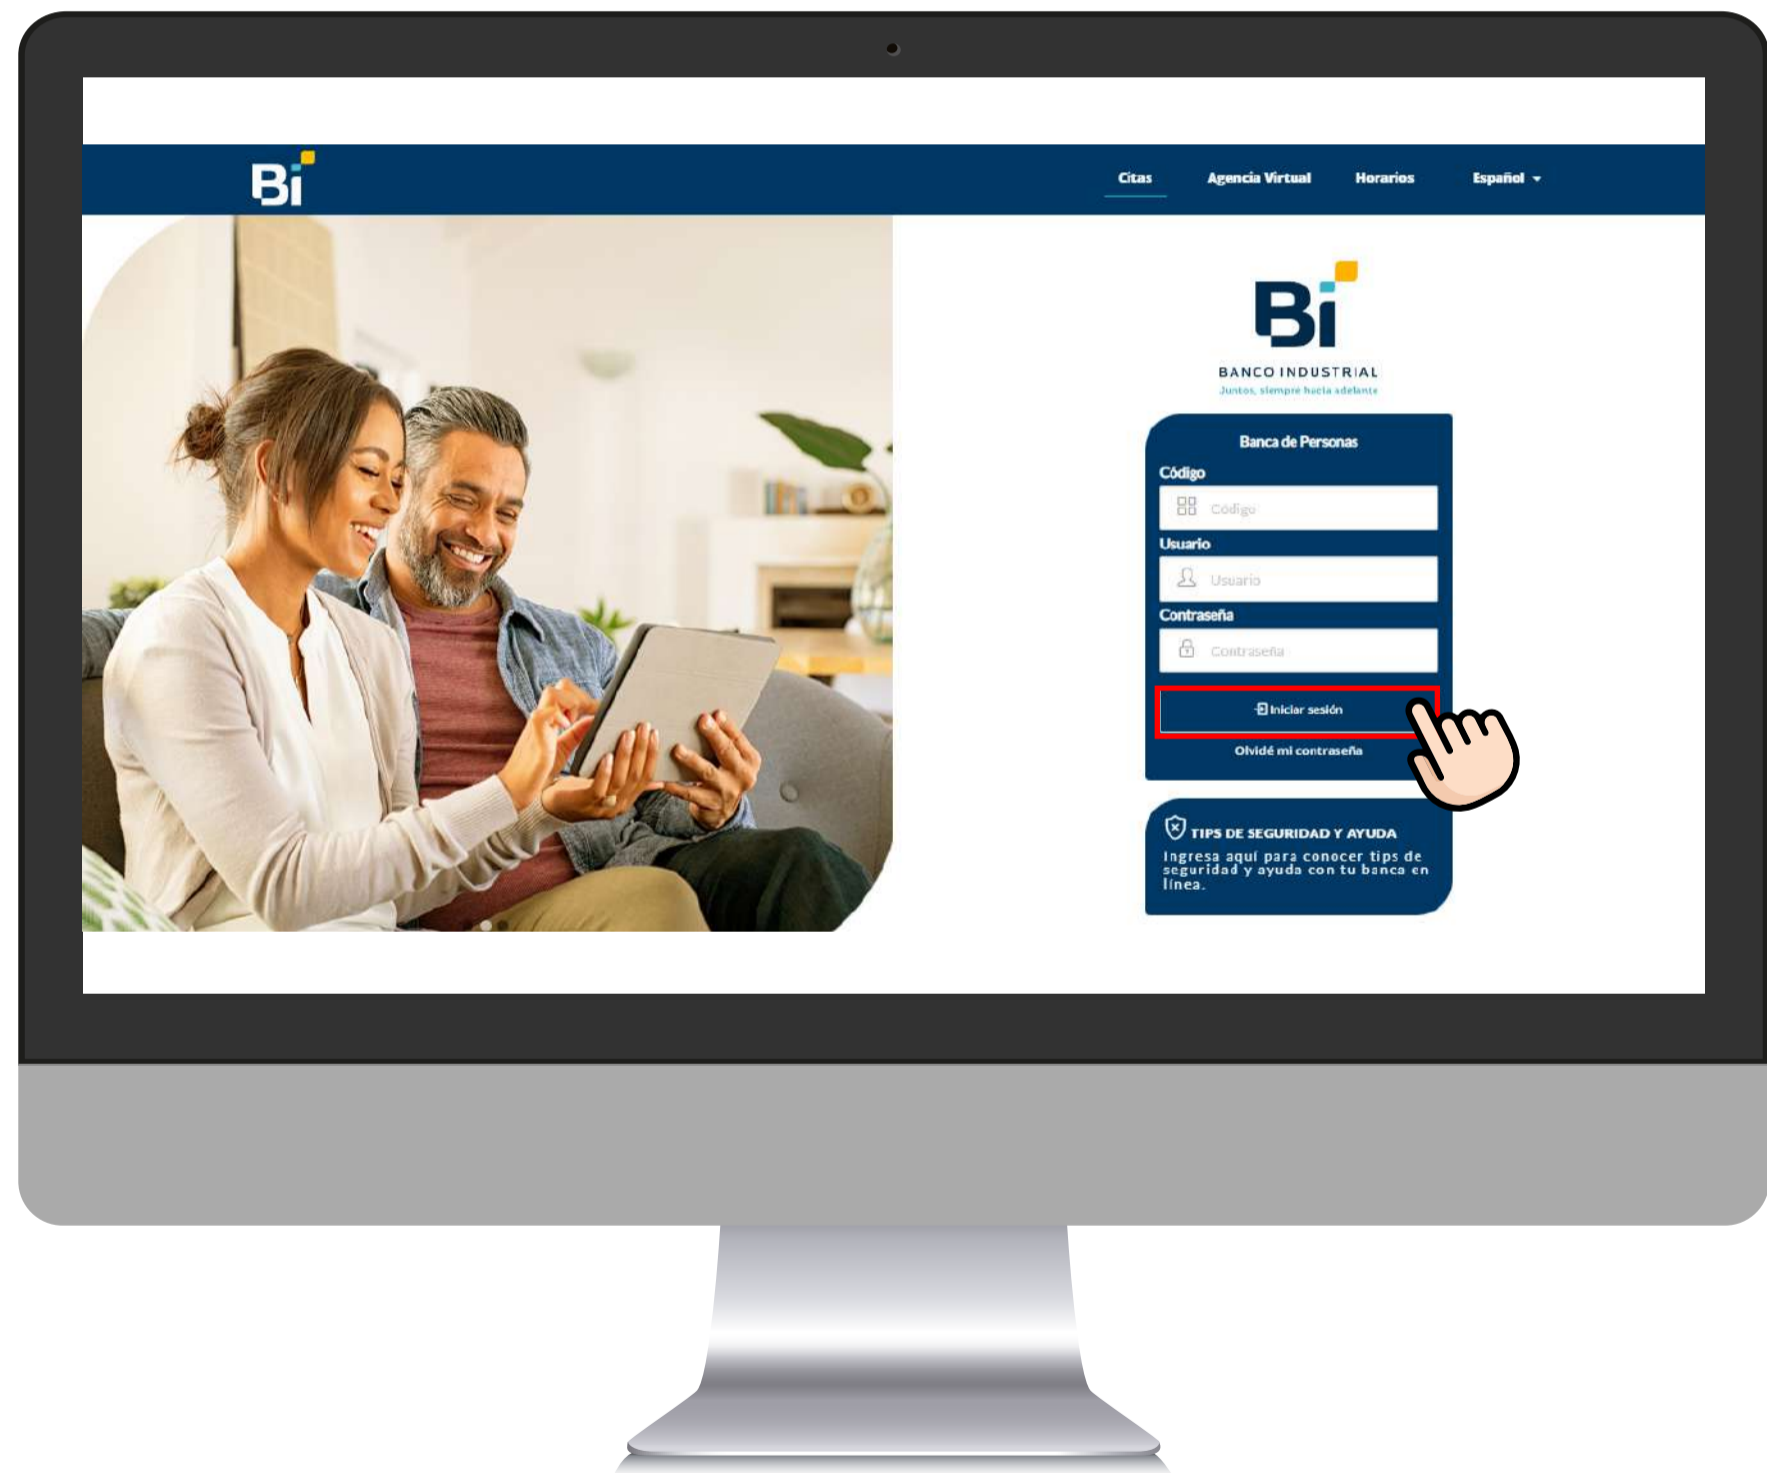 Bi
Citas
Agencia Virtual
Horarios
Español
Bi
BANCO INDUSTRIAL
Juntos, siempre hacia adelante
Banca de Personas
Código
Código
Usuario
Usuario
Contraseña
Contraseña
Iniciar sesión
Olvidé mi contraseña
TIPS DE SEGURIDAD Y AYUDA
Ingresa aquí para conocer tips de
seguridad y ayuda con tu banca en
línea.